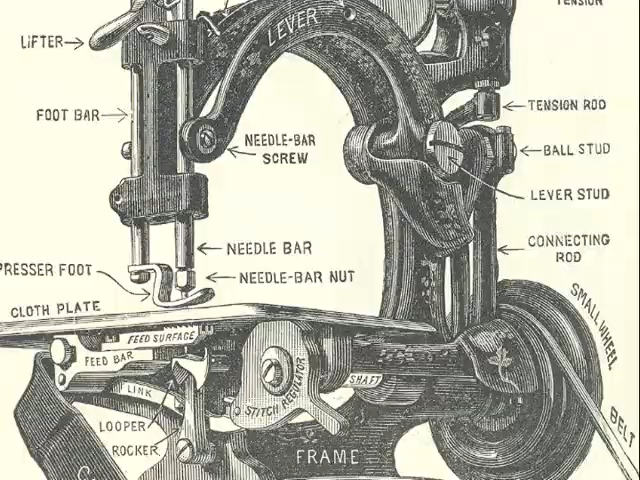 TENSION
LIFTER
LEVER
FOOT BAR
TENSION ROD
NEEDLE-BAR
SCREW
BALL STUD
LEVER STUD
NEEDLE BAR
CONNECTING
ROD
PRESSER FOOT
NEEDLE-BAR NUT
CLOTH PLATE
SMALL WHEEL
FEED SURFACE
FEED BAR
LINK
SHAFT
STITCH REGULATOR
LOOPER
ROCKER
BELT
FRAME